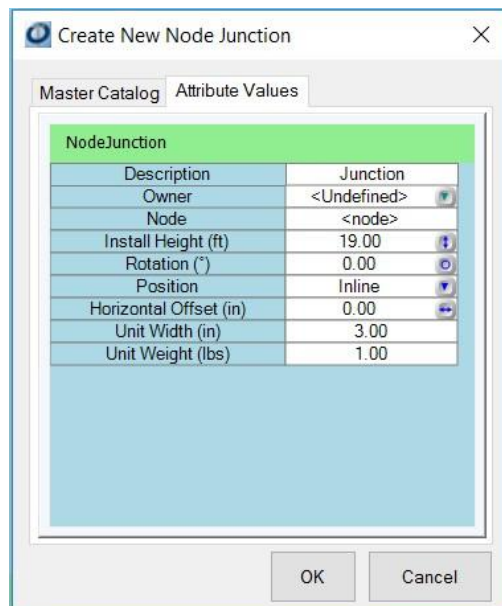 Create New Node Junction
Master Catalog Attribute Values
NodeJunction
Description Junction
Owner <Undefined>
Node <node>
Install Height (ft) 19.00
Rotation (°) 0.00
Position Inline
Horizontal Offset (in) 0.00
Unit Width (in) 3.00
Unit Weight (lbs) 1.00
OK Cancel